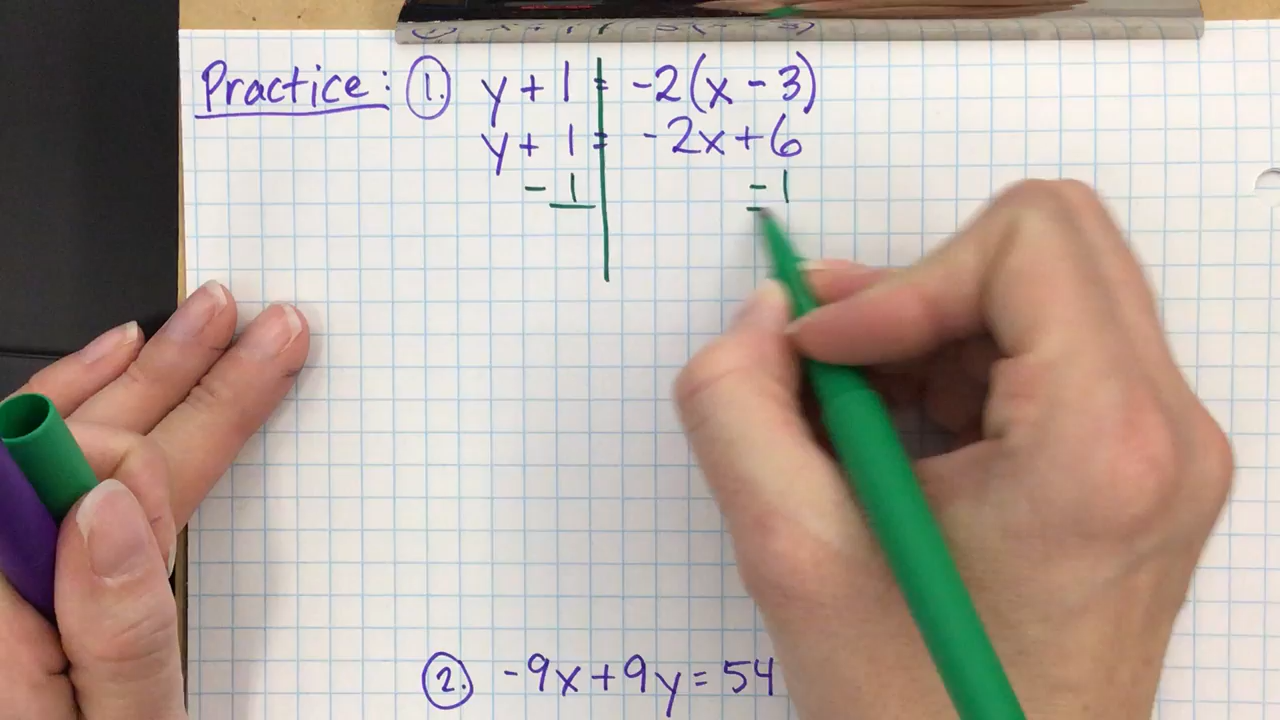 Practice: 1. y + 1 = -2(x - 3)
y + 1 = -2x + 6
- 1 - 1
2. -9x + 9y = 54